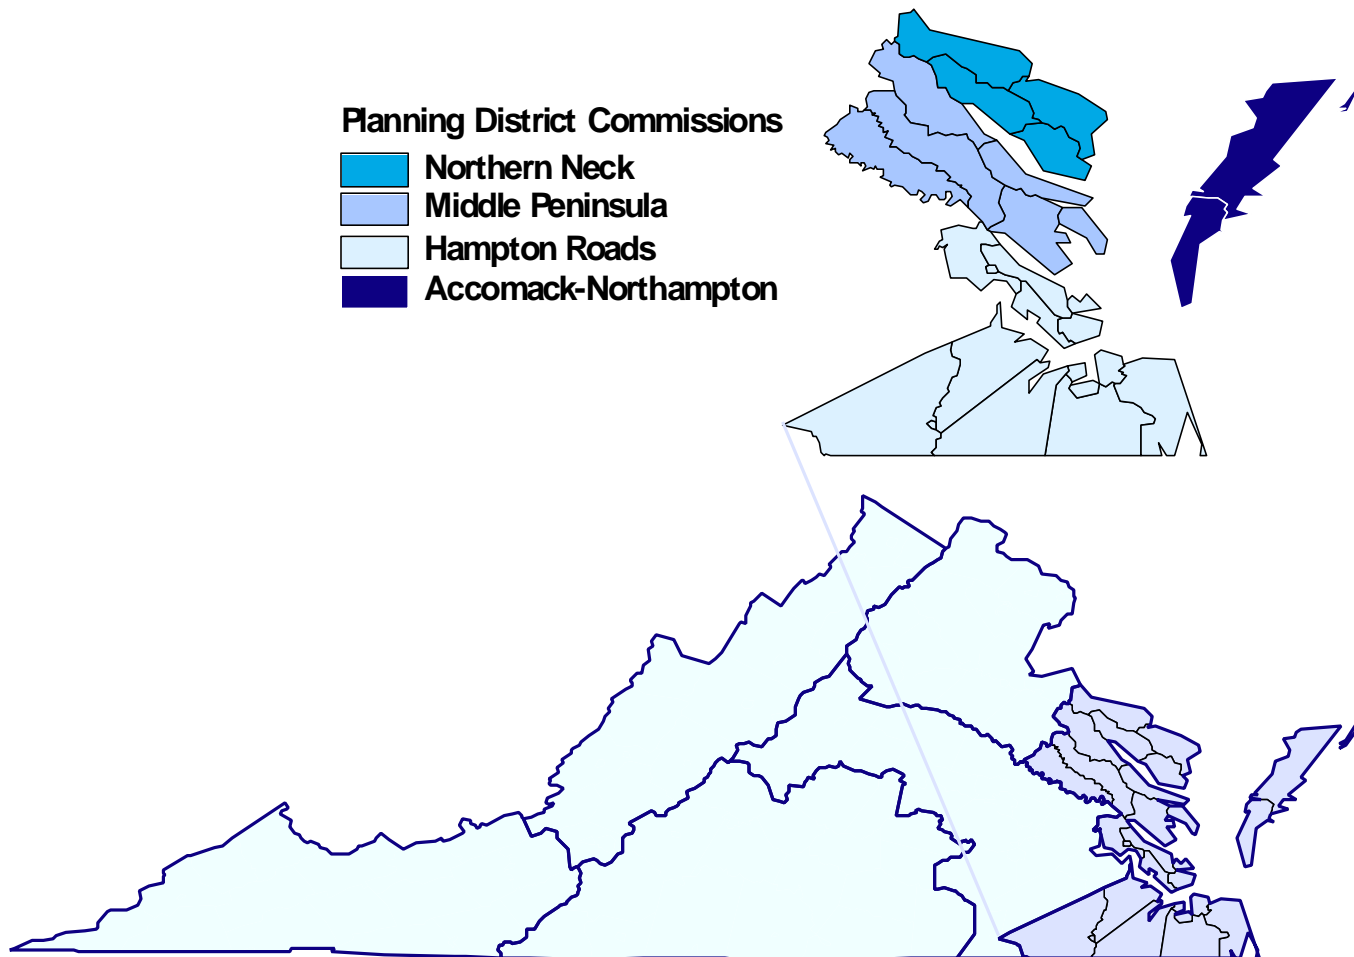 Planning District Commissions
Northern Neck
Middle Peninsula
Hampton Roads
Accomack-Northampton